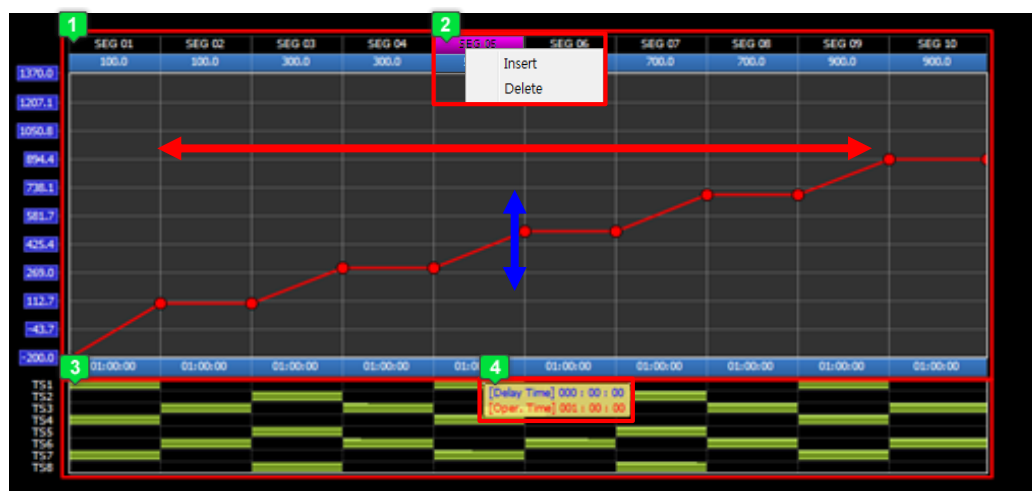 1
2
SEG 01 SEG 02 SEG 03 SEG 04 SEG 05 SEG 06 SEG 07 SEG 08 SEG 09 SEG 10
100.0 100.0 300.0 300.0 700.0 700.0 900.0 900.0
Insert
Delete
1370.0
1207.1
1050.8
894.4
738.1
581.7
425.4
269.0
112.7
-43.7
-200.0
3
01:00:00 01:00:00 01:00:00 01:00:00 01:0 01:00:00 01:00:00 01:00:00 01:00:00 01:00:00
4
TS1
TS2
TS3
TS4
TS5
TS6
TS7
TS8
[Delay Time] 000 : 00 : 00
[Oper. Time] 001 : 00 : 00